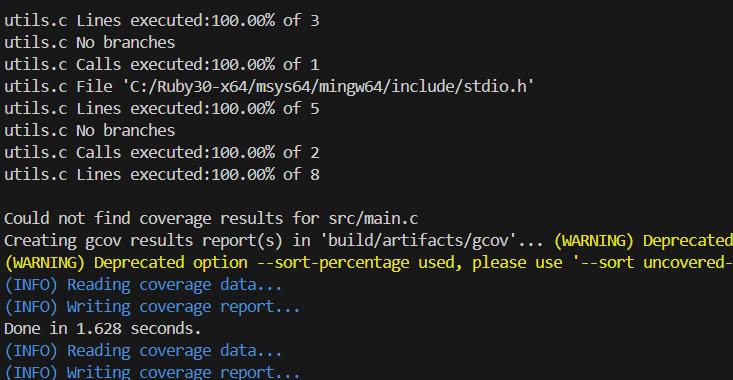 utils.c Lines executed:100.00% of 3
utils.c No branches
utils.c Calls executed:100.00% of 1
utils.c File 'C:/Ruby30-x64/msys64/mingw64/include/stdio.h'
utils.c Lines executed:100.00% of 5
utils.c No branches
utils.c Calls executed:100.00% of 2
utils.c Lines executed:100.00% of 8
Could not find coverage results for src/main.c
Creating gcov results report(s) in 'build/artifacts/gcov'... (WARNING) Deprecated
(WARNING) Deprecated option --sort-percentage used, please use '--sort uncovered-
(INFO) Reading coverage data...
(INFO) Writing coverage report...
Done in 1.628 seconds.
(INFO) Reading coverage data...
(INFO) Writing coverage report...